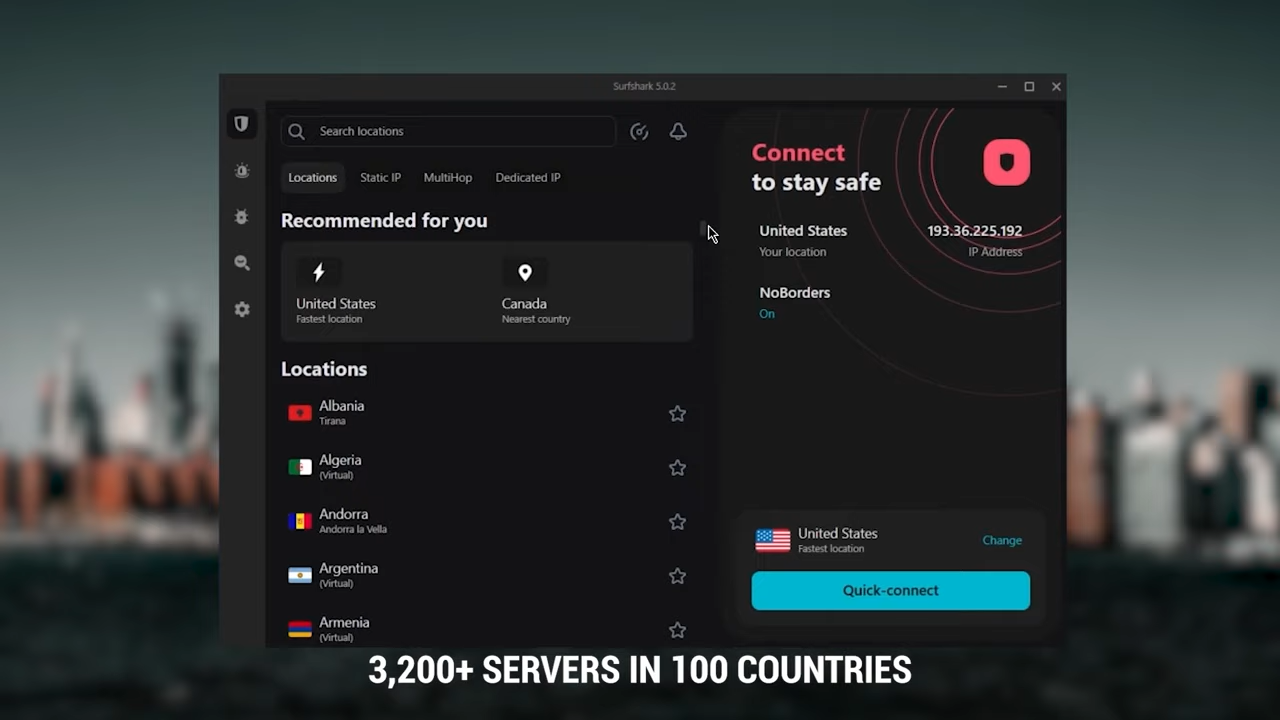 Surfshark 5.0.2
Search locations
Locations
Static IP
MultiHop
Dedicated IP
Recommended for you
United States
Fastest location
Canada
Nearest country
Locations
Albania
Tirana
Algeria
(Virtual)
Andorra
Andorra la Vella
Argentina
(Virtual)
Armenia
(Virtual)
Connect
to stay safe
United States
193.36.225.192
Your location
IP Address
NoBorders
On
United States
Fastest location
Change
Quick-connect
3,200+ SERVERS IN 100 COUNTRIES